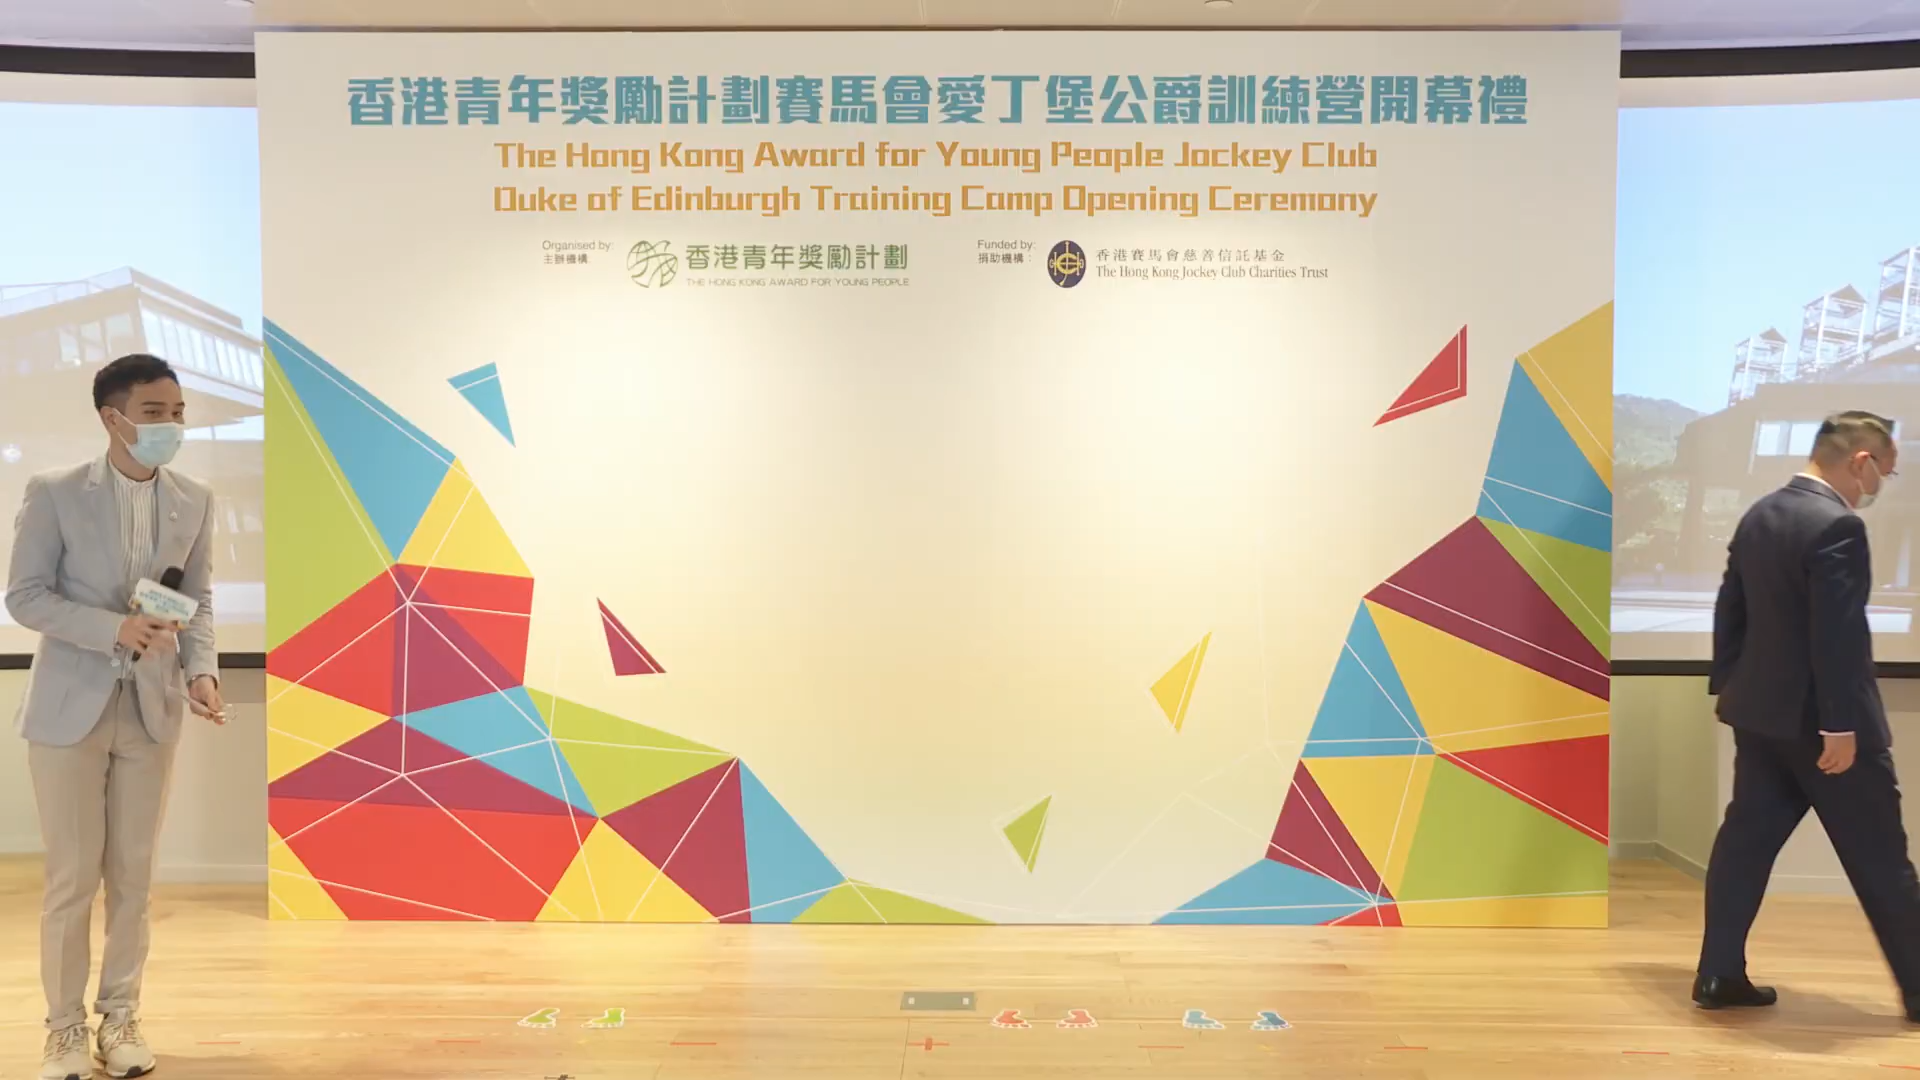 香港青年獎勵計劃賽馬會愛丁堡公爵訓練營開幕禮
The Hong Kong Award for Young People Jockey Club
Duke of Edinburgh Training Camp Opening Ceremony
Organised by:
主辦機構:
香港青年獎勵計劃
THE HONG KONG AWARD FOR YOUNG PEOPLE
Funded by:
捐助機構：
香港賽馬會慈善信託基金
The Hong Kong Jockey Club Charities Trust